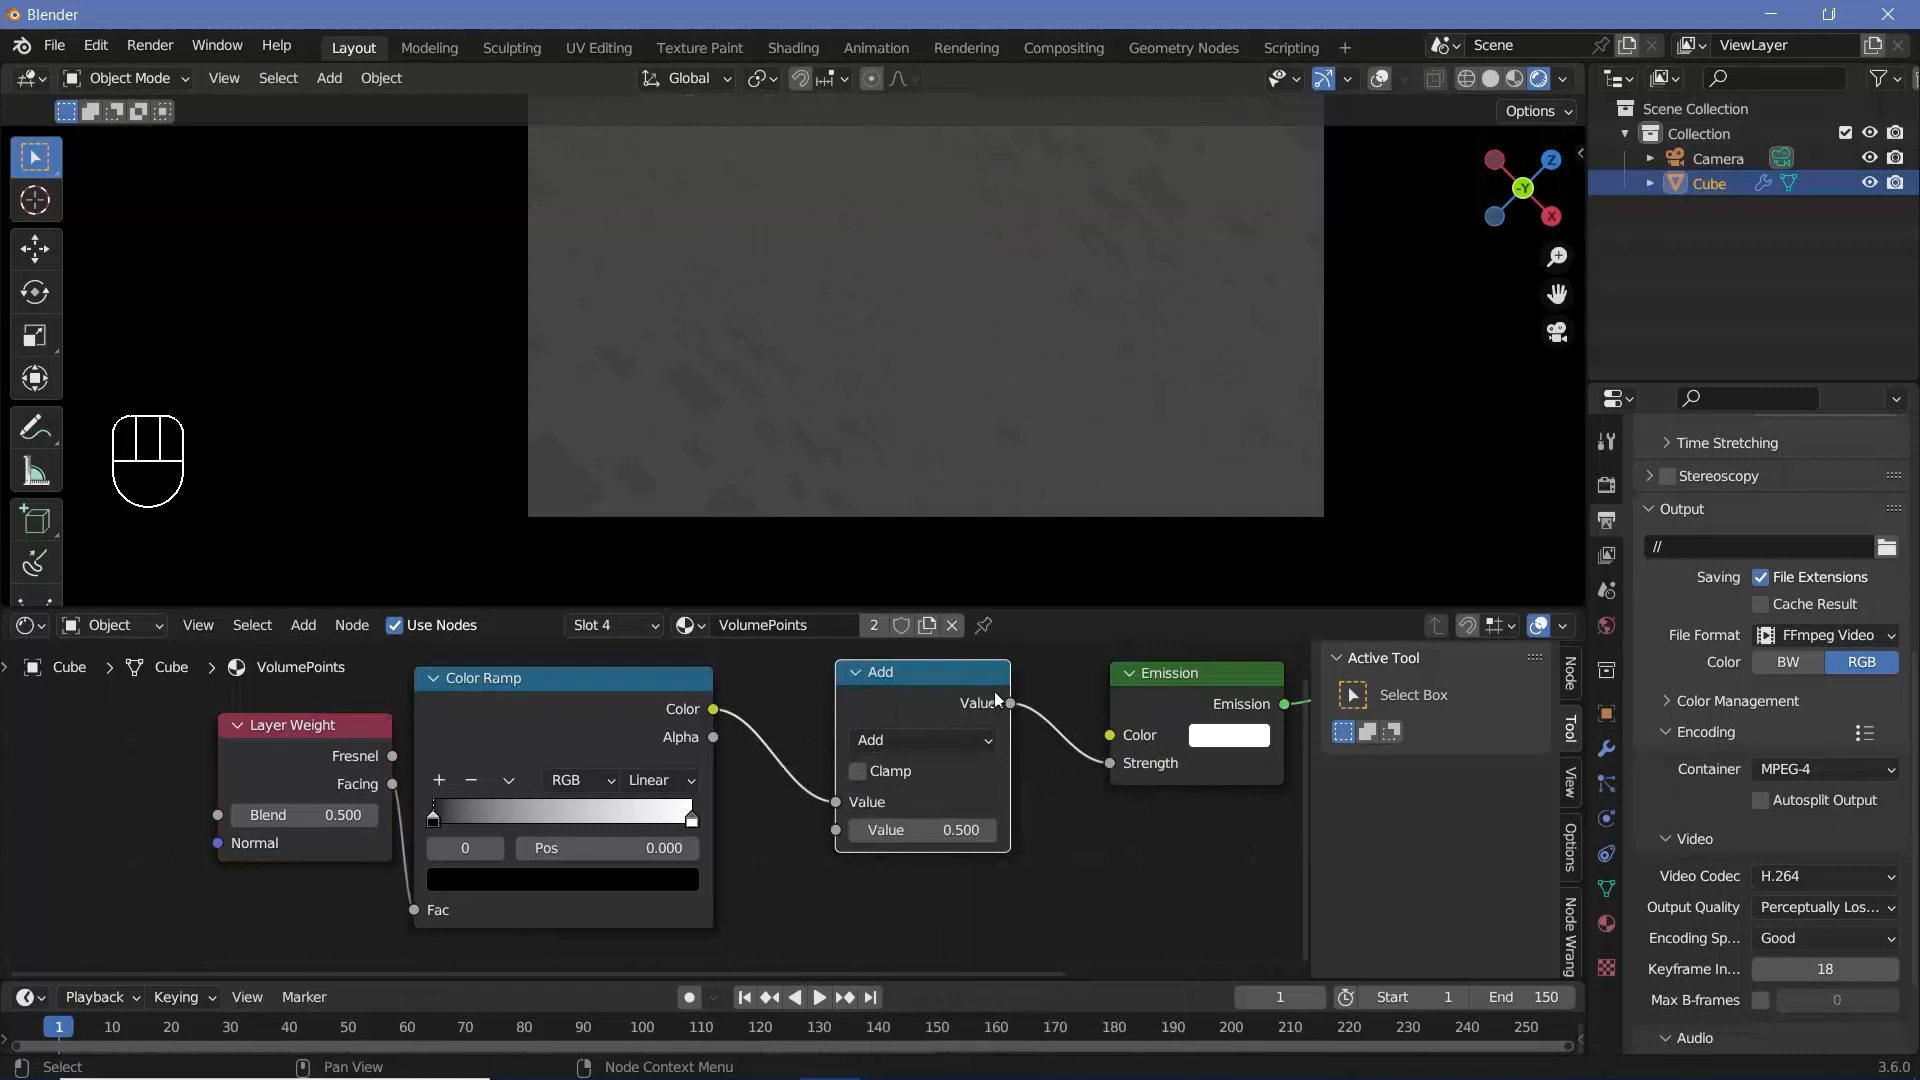 Blender
File Edit Render Window Help Layout Modeling Sculpting UV Editing Texture Paint Shading Animation Rendering Compositing Geometry Nodes Scripting + Scene ViewLayer
Object Mode View Select Add Object Global
Options
Scene Collection
Collection
Camera
Cube
Z
-Y
X
Time Stretching
Stereoscopy
Output
//
Saving File Extensions
Cache Result
File Format FFmpeg Video
Color BW RGB
Color Management
Encoding
Container MPEG-4
Autosplit Output
Video
Video Codec H.264
Output Quality Perceptually Los...
Encoding Sp... Good
Keyframe In... 18
Max B-frames 0
Audio
Object View Select Add Node Use Nodes Slot 4 VolumePoints 2
Cube > Cube > VolumePoints
Layer Weight
Fresnel
Facing
Blend 0.500
Normal
Color Ramp
Color
Alpha
RGB Linear
0 Pos 0.000
Fac
Add
Value
Add
Clamp
Value
Value 0.500
Emission
Emission
Color
Strength
Active Tool
Select Box
Node
Tool
View
Options
Node Wrang
Playback Keying View Marker 1 Start 1 End 150
1 10 20 30 40 50 60 70 80 90 100 110 120 130 140 150 160 170 180 190 200 210 220 230 240 250
Select Pan View Node Context Menu 3.6.0